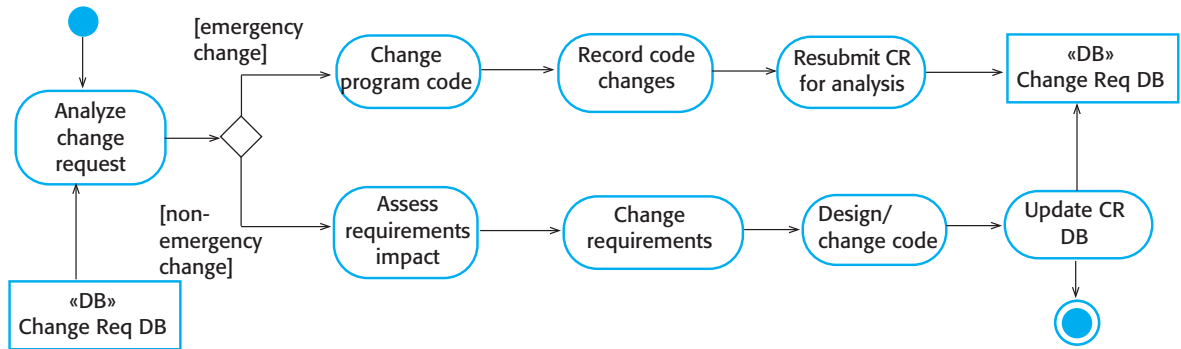 [emergency
change]
Change
program code
Record code
changes
Resubmit CR
for analysis
«DB»
Change Req DB
Analyze
change
request
[non-
emergency
change]
Assess
requirements
impact
Change
requirements
Design/
change code
Update CR
DB
«DB»
Change Req DB